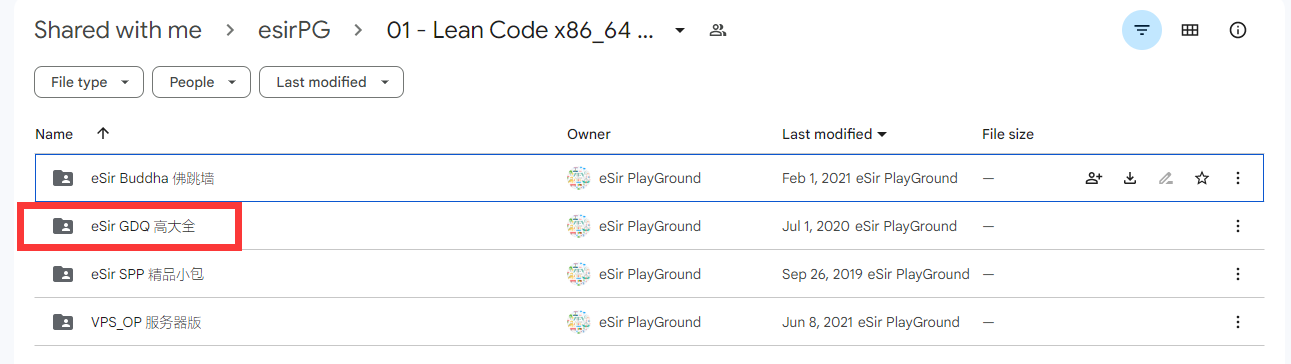 Shared with me > esirPG > 01 - Lean Code x86_64 ...
File type People Last modified
Name Owner Last modified File size
eSir Buddha 佛跳墙 eSir PlayGround Feb 1, 2021 eSir PlayGround —
eSir GDQ 高大全 eSir PlayGround Jul 1, 2020 eSir PlayGround —
eSir SPP 精品小包 eSir PlayGround Sep 26, 2019 eSir PlayGround —
VPS_OP 服务器版 eSir PlayGround Jun 8, 2021 eSir PlayGround —